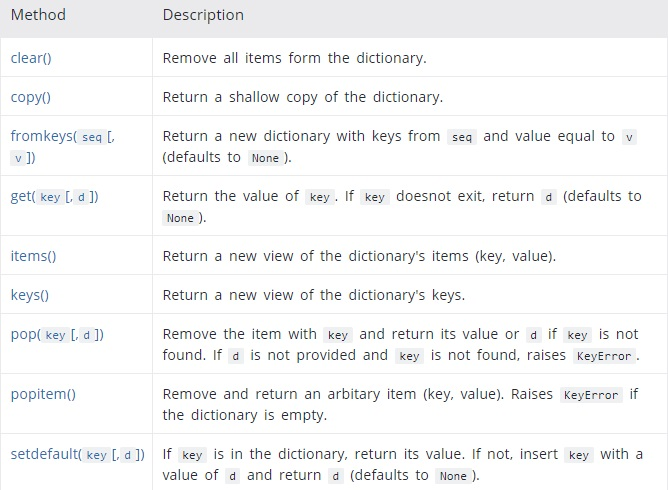 Method Description
clear() Remove all items form the dictionary.
copy() Return a shallow copy of the dictionary.
fromkeys( seq [, Return a new dictionary with keys from seq and value equal to v
v ]) (defaults to None ).
get( key [, d ]) Return the value of key . If key doesnot exit, return d (defaults to
None ).
items() Return a new view of the dictionary's items (key, value).
keys() Return a new view of the dictionary's keys.
pop( key [, d ]) Remove the item with key and return its value or d if key is not
found. If d is not provided and key is not found, raises KeyError .
popitem() Remove and return an arbitary item (key, value). Raises KeyError if
the dictionary is empty.
setdefault( key [, d ]) If key is in the dictionary, return its value. If not, insert key with a
value of d and return d (defaults to None ).